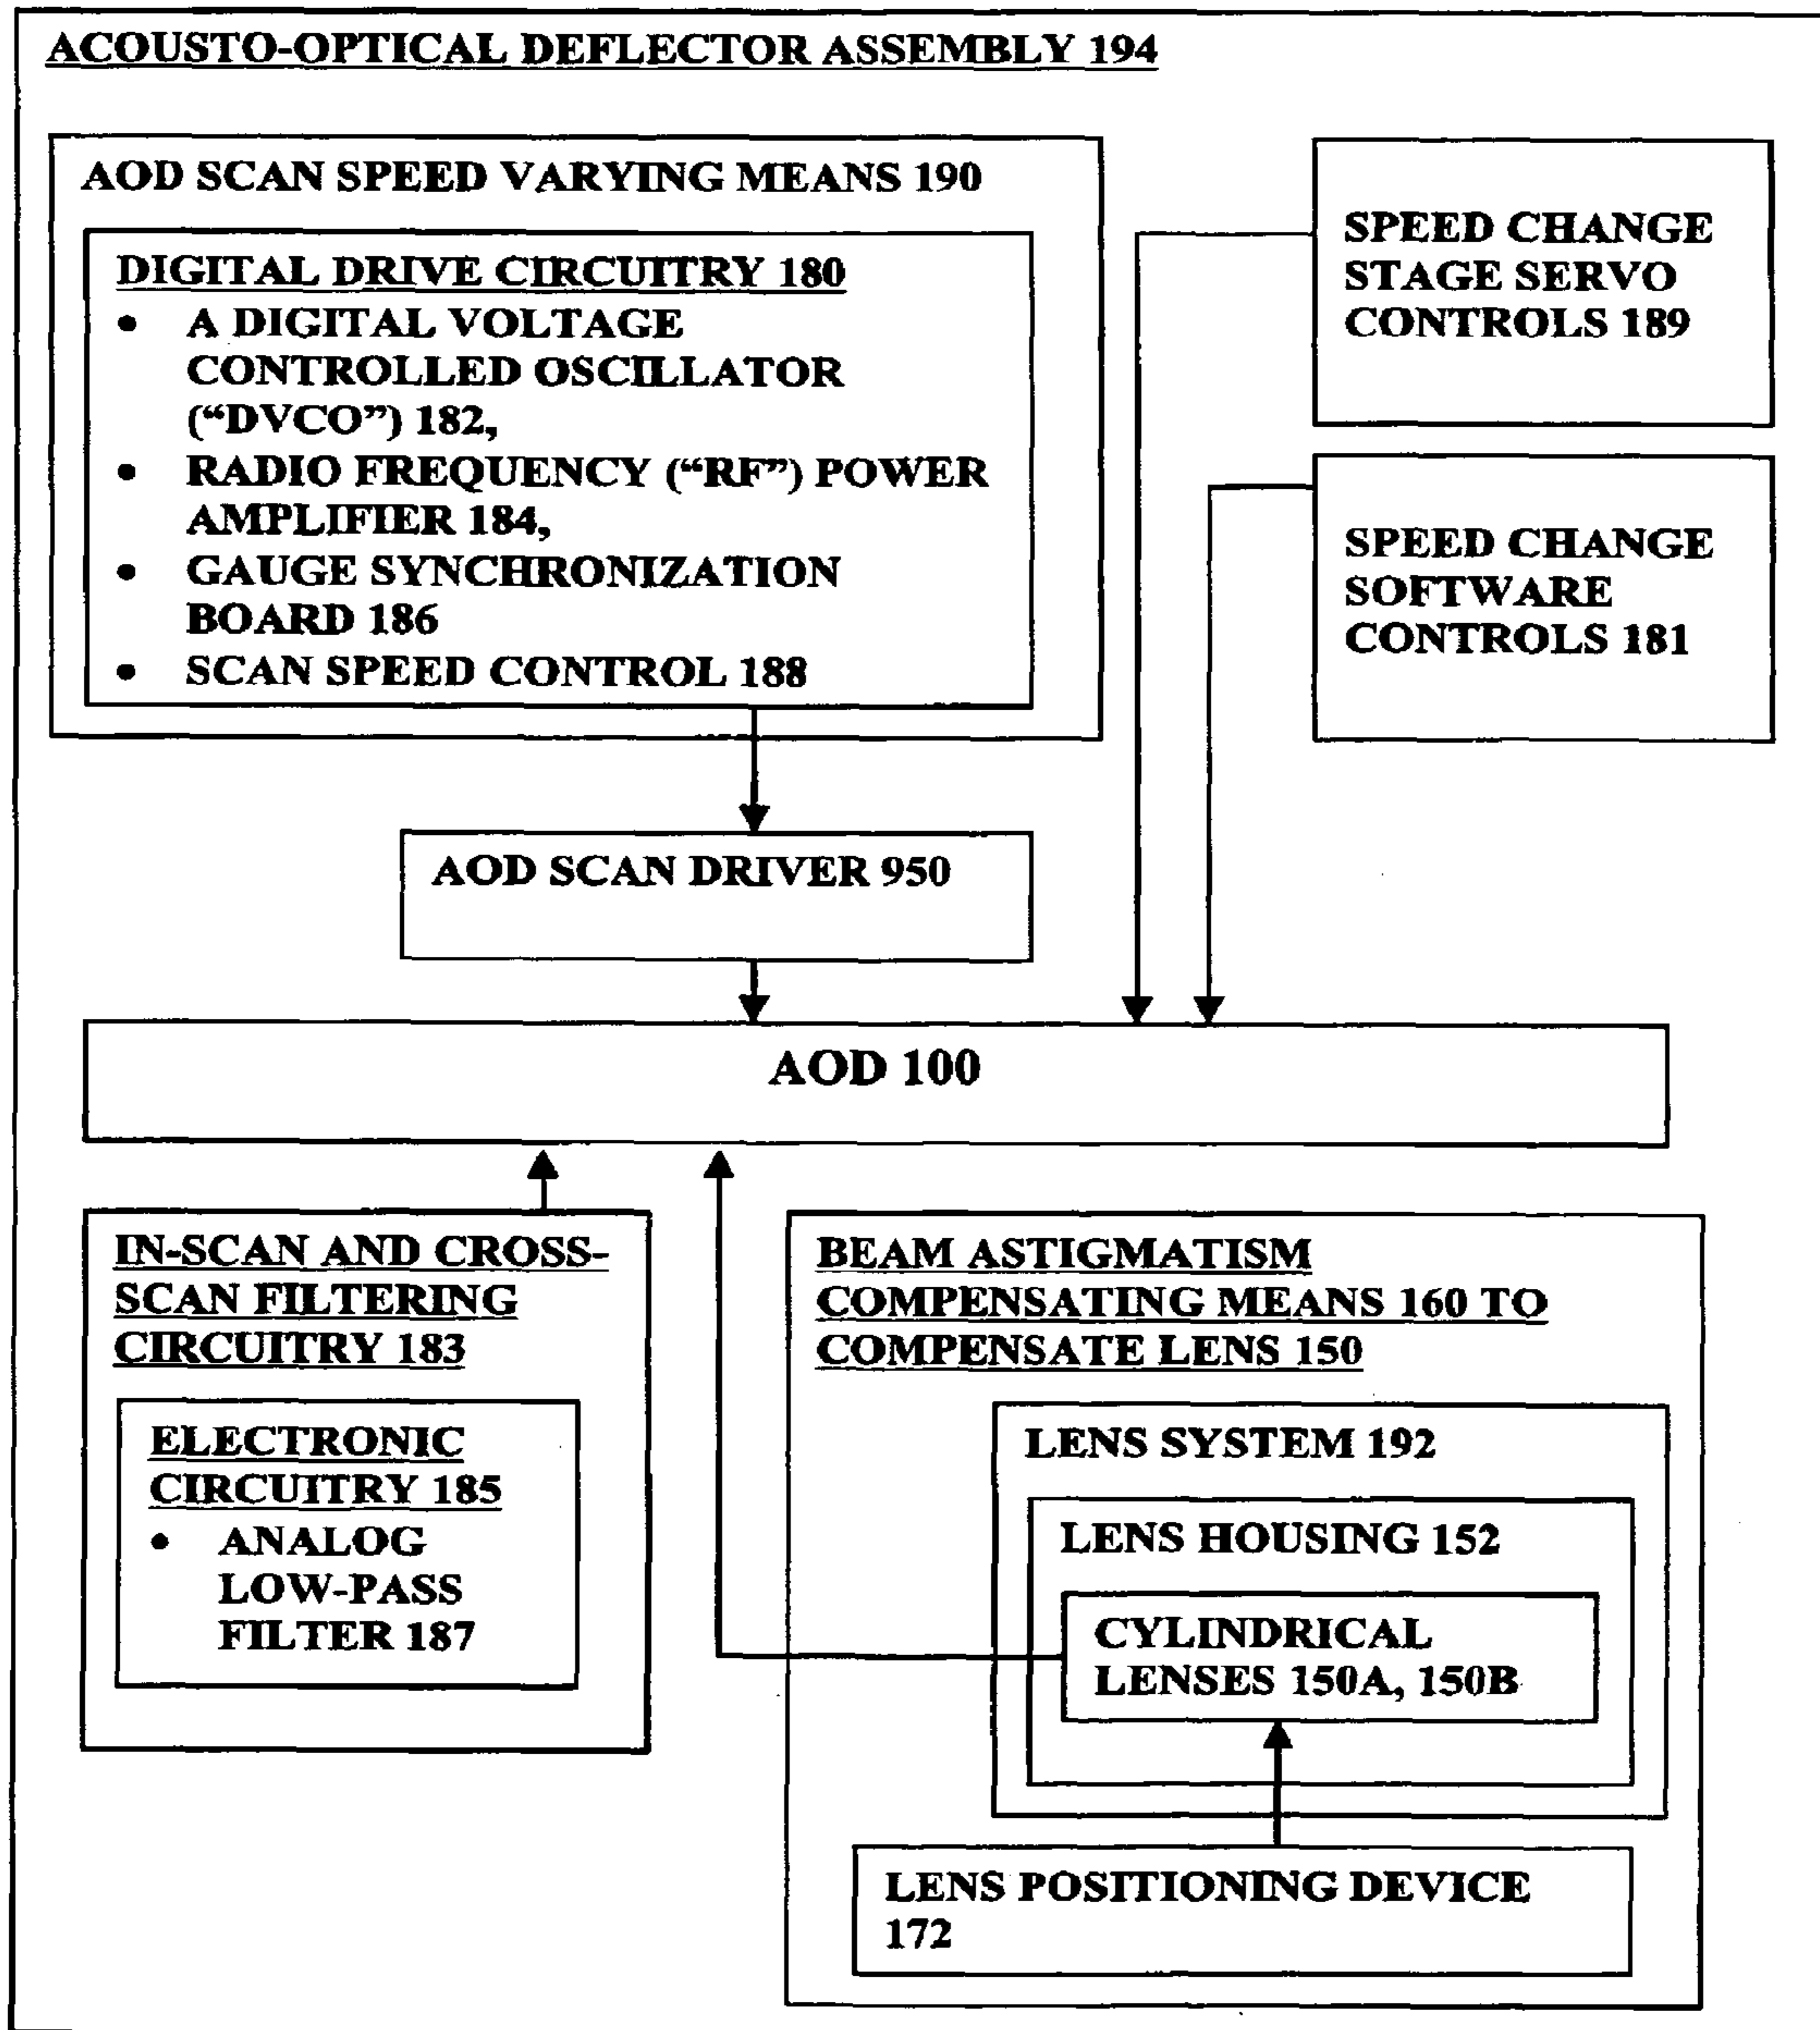 ACOUSTO-OPTICAL DEFLECTOR ASSEMBLY 194
AOD SCAN SPEED VARYING MEANS 190
DIGITAL DRIVE CIRCUITRY 180
• A DIGITAL VOLTAGE
CONTROLLED OSCILLATOR
(“DVCO”) 182,
• RADIO FREQUENCY (“RF”) POWER
AMPLIFIER 184,
• GAUGE SYNCHRONIZATION
BOARD 186
• SCAN SPEED CONTROL 188
SPEED CHANGE
STAGE SERVO
CONTROLS 189
SPEED CHANGE
SOFTWARE
CONTROLS 181
AOD SCAN DRIVER 950
AOD 100
IN-SCAN AND CROSS-
SCAN FILTERING
CIRCUITRY 183
ELECTRONIC
CIRCUITRY 185
• ANALOG
LOW-PASS
FILTER 187
BEAM ASTIGMATISM
COMPENSATING MEANS 160 TO
COMPENSATE LENS 150
LENS SYSTEM 192
LENS HOUSING 152
CYLINDRICAL
LENSES 150A, 150B
LENS POSITIONING DEVICE
172